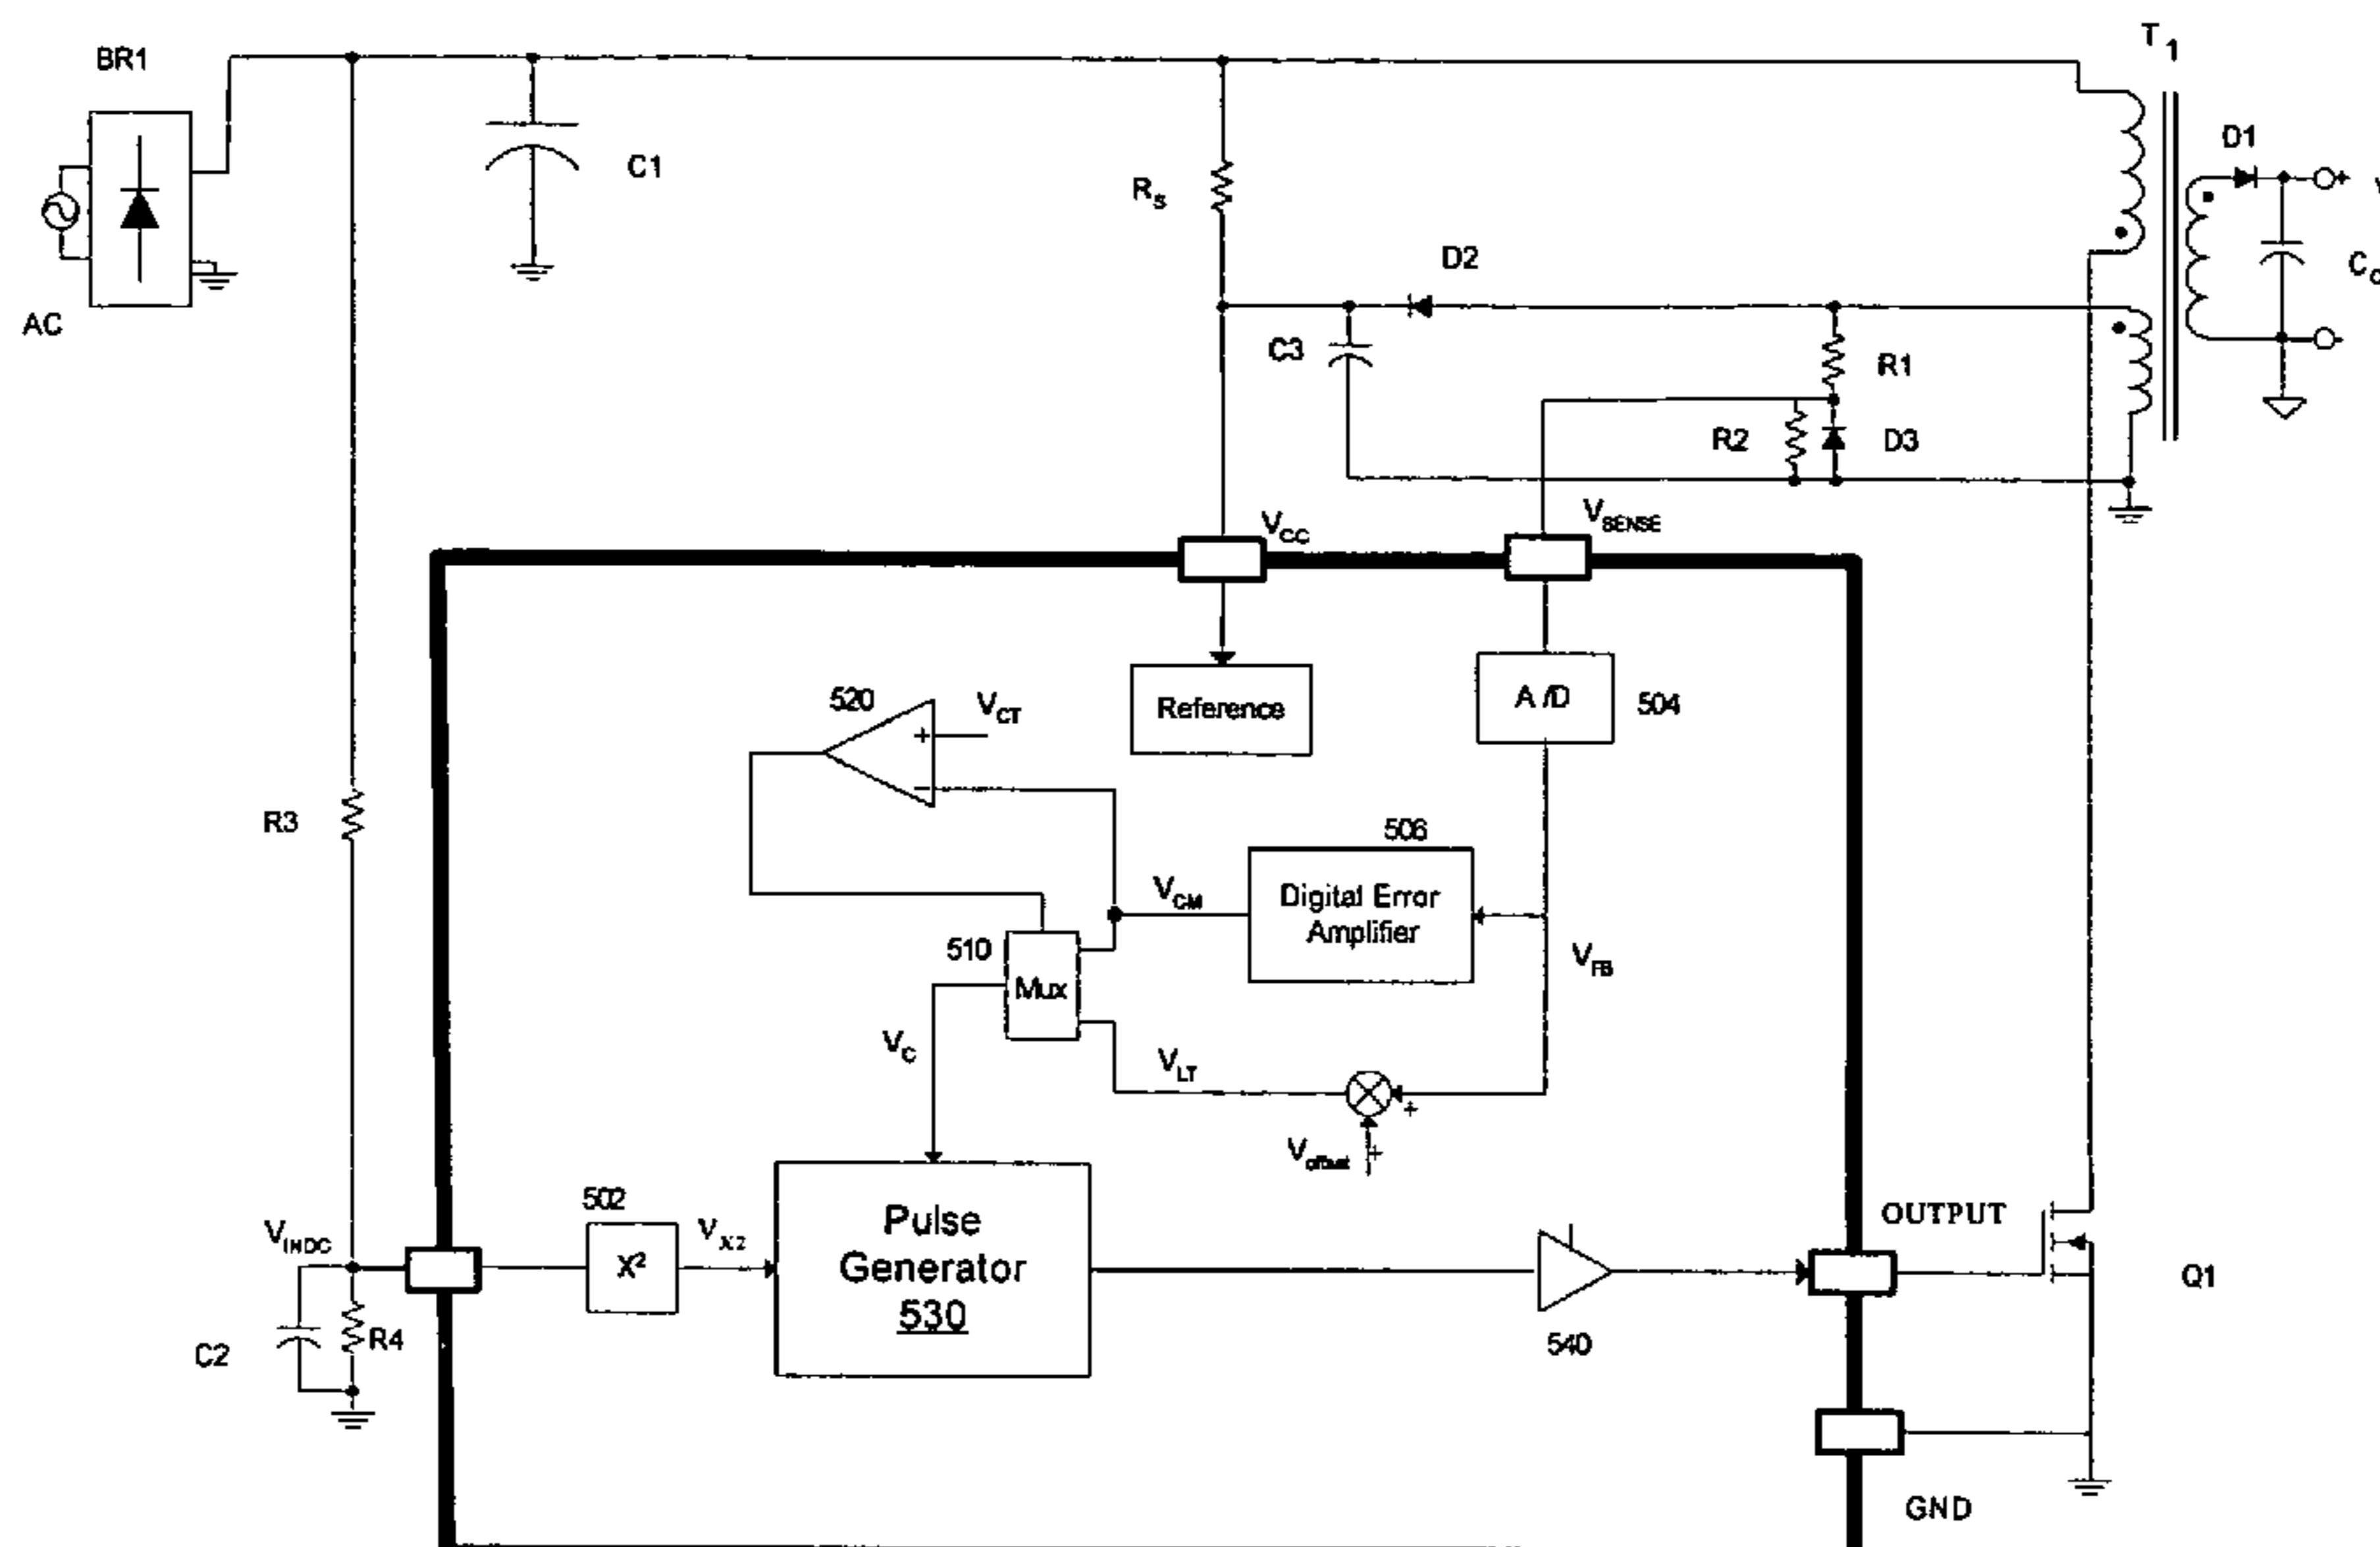 BR1
T1
AC
C1
Rs
D2
D1
+
Co
-
C3
R1
R2
D3
VCC
VSENSE
520
VCT
+
-
Reference
A/D
504
R3
506
Digital Error
Amplifier
VCM
VFB
510
Mux
VC
VLT
+
Voffset
+
VINDC
502
X²
VX2
Pulse
Generator
530
540
OUTPUT
Q1
C2
R4
GND